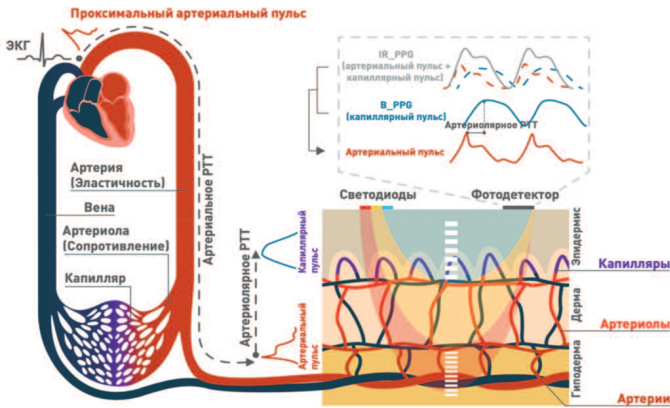 Проксимальный артериальный пульс
ЭКГ
Артерия
(Эластичность)
Вена
Артериола
(Сопротивление)
Капилляр
Артериальное PTT
Артериолярное PTT
Капиллярный
пульс
Артериальный
пульс
IR_PPG
(артериальный пульс +
капиллярный пульс)
B_PPG
(капиллярный пульс)
Артериолярное PTT
Артериальный пульс
Светодиоды
Фотодетектор
Эпидермис
Дерма
Гиподерма
Капилляры
Артериолы
Артерии